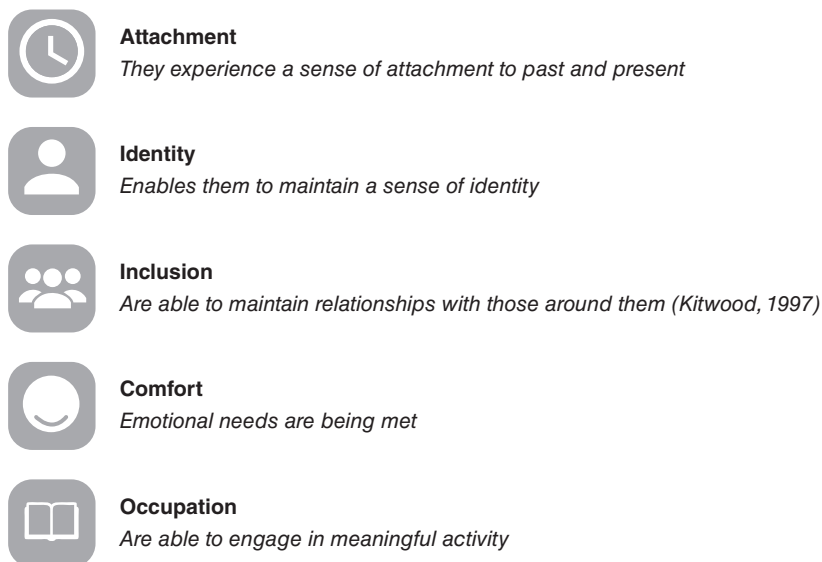 Attachment
They experience a sense of attachment to past and present
Identity
Enables them to maintain a sense of identity
Inclusion
Are able to maintain relationships with those around them (Kitwood, 1997)
Comfort
Emotional needs are being met
Occupation
Are able to engage in meaningful activity